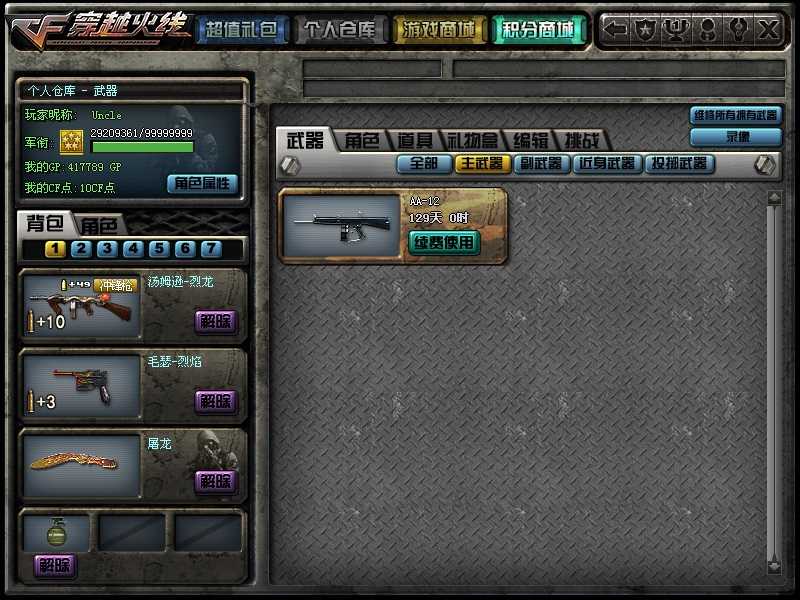 CF 穿越火线 超值礼包 个人仓库 游戏商城 积分商城
个人仓库 - 武器
玩家昵称: Uncle
军衔: 29209361/99999999
我的GP:417789 GP
我的CF点:10CF点
角色属性
维修所有拥有武器
录像
武器 角色 道具 礼物盒 编辑 挑战
全部 主武器 副武器 近身武器 投掷武器
背包 角色
1 2 3 4 5 6 7
+49 冲锋枪 汤姆逊-烈龙
+10 解除
毛瑟-烈焰
+3 解除
屠龙
解除
解除
AA-12
129天 0时
续费使用